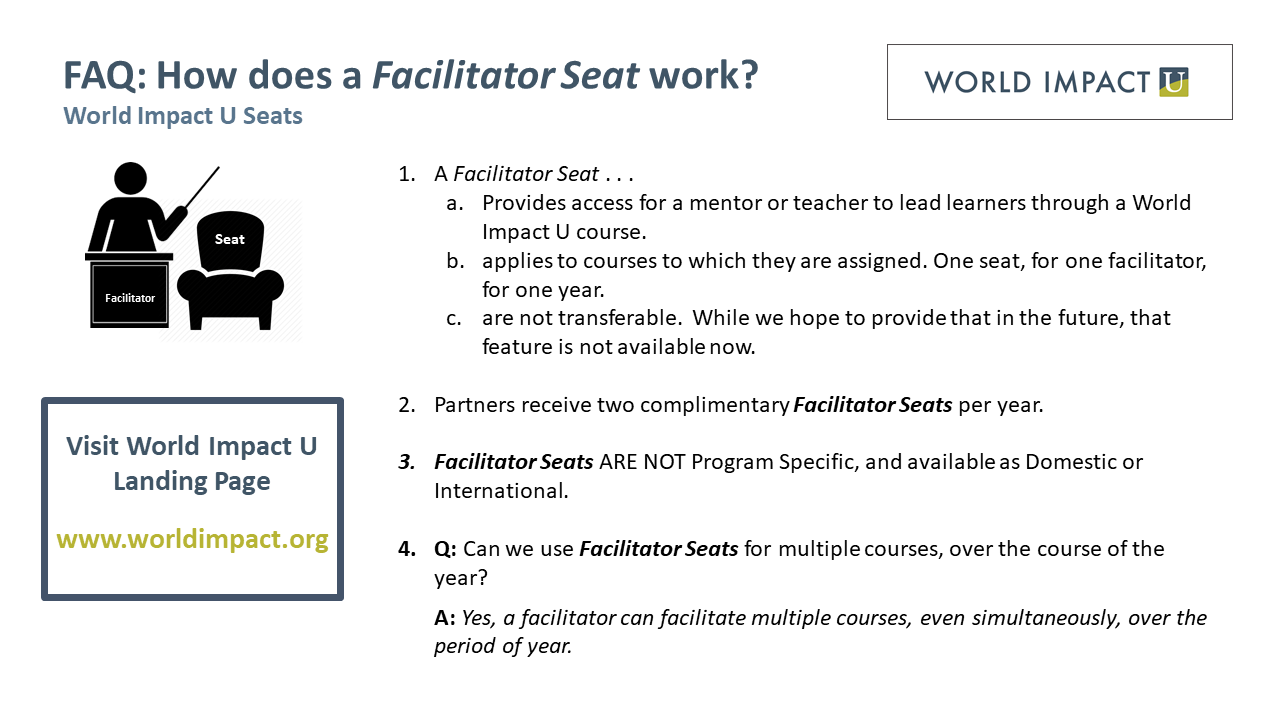 FAQ: How does a Facilitator Seat work?
World Impact U Seats
WORLD IMPACT U
Seat
Facilitator
1. A Facilitator Seat . . .
a. Provides access for a mentor or teacher to lead learners through a World
Impact U course.
b. applies to courses to which they are assigned. One seat, for one facilitator,
for one year.
c. are not transferable.  While we hope to provide that in the future, that
feature is not available now.
2. Partners receive two complimentary Facilitator Seats per year.
3. Facilitator Seats ARE NOT Program Specific, and available as Domestic or
International.
4. Q: Can we use Facilitator Seats for multiple courses, over the course of the
year?
A: Yes, a facilitator can facilitate multiple courses, even simultaneously, over the
period of year.
Visit World Impact U
Landing Page
www.worldimpact.org